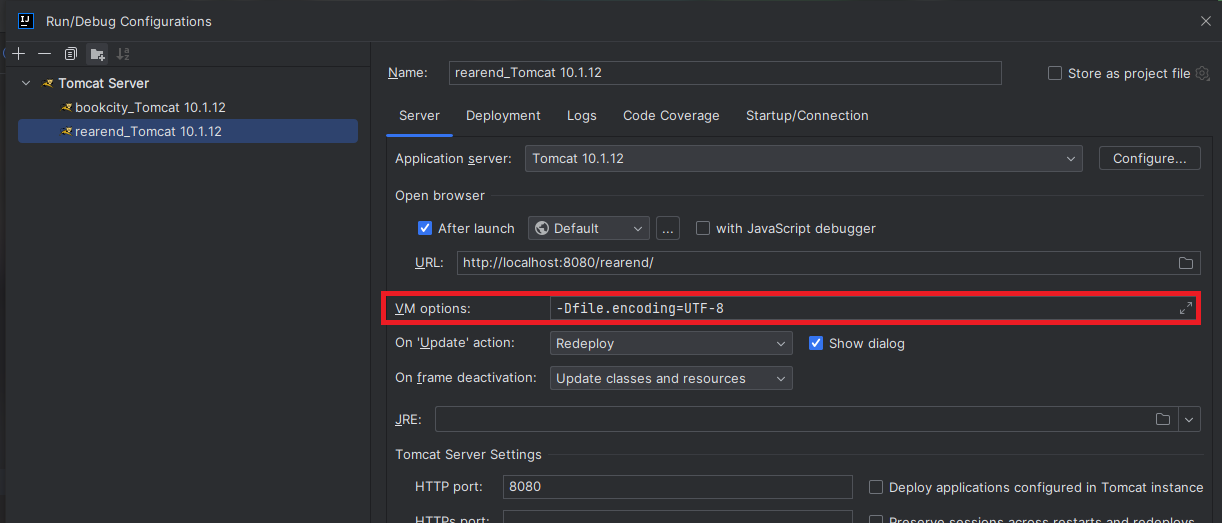 Run/Debug Configurations
Tomcat Server
bookcity_Tomcat 10.1.12
rearend_Tomcat 10.1.12
Name: rearend_Tomcat 10.1.12 Store as project file
Server Deployment Logs Code Coverage Startup/Connection
Application server: Tomcat 10.1.12 Configure...
Open browser
After launch Default ... with JavaScript debugger
URL: http://localhost:8080/rearend/
VM options: -Dfile.encoding=UTF-8
On 'Update' action: Redeploy Show dialog
On frame deactivation: Update classes and resources
JRE:
Tomcat Server Settings
HTTP port: 8080 Deploy applications configured in Tomcat instance
HTTPs port: Preserve sessions across restarts and redeploys